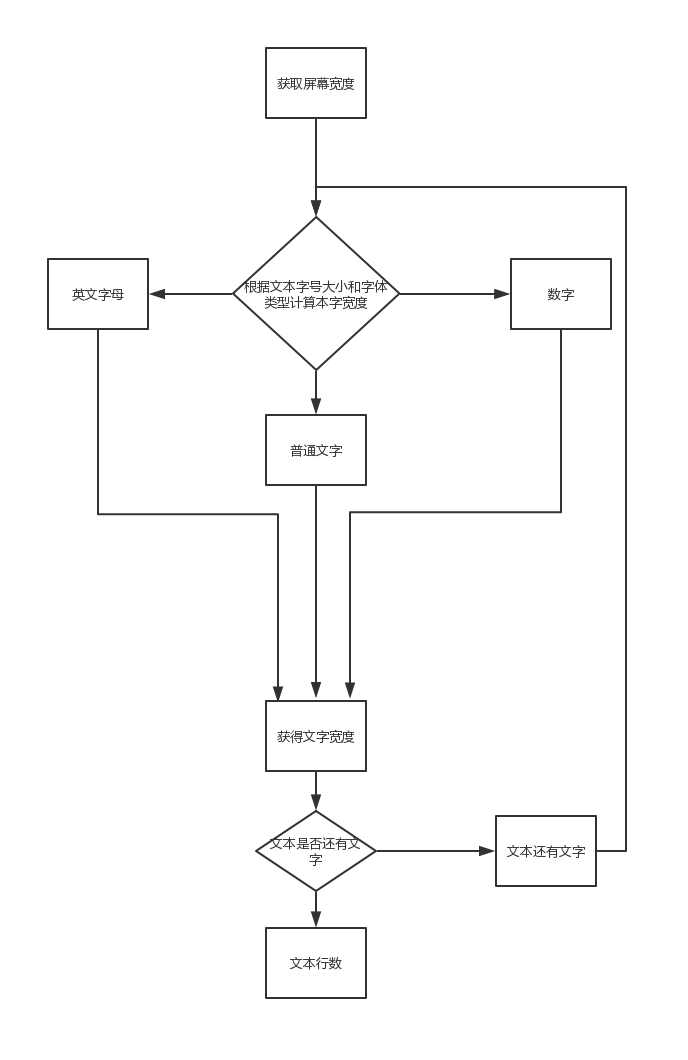 获取屏幕宽度
根据文本字号大小和字体
类型计算本字宽度
英文字母
数字
普通文字
获得文字宽度
文本是否还有文
字
文本还有文字
文本行数